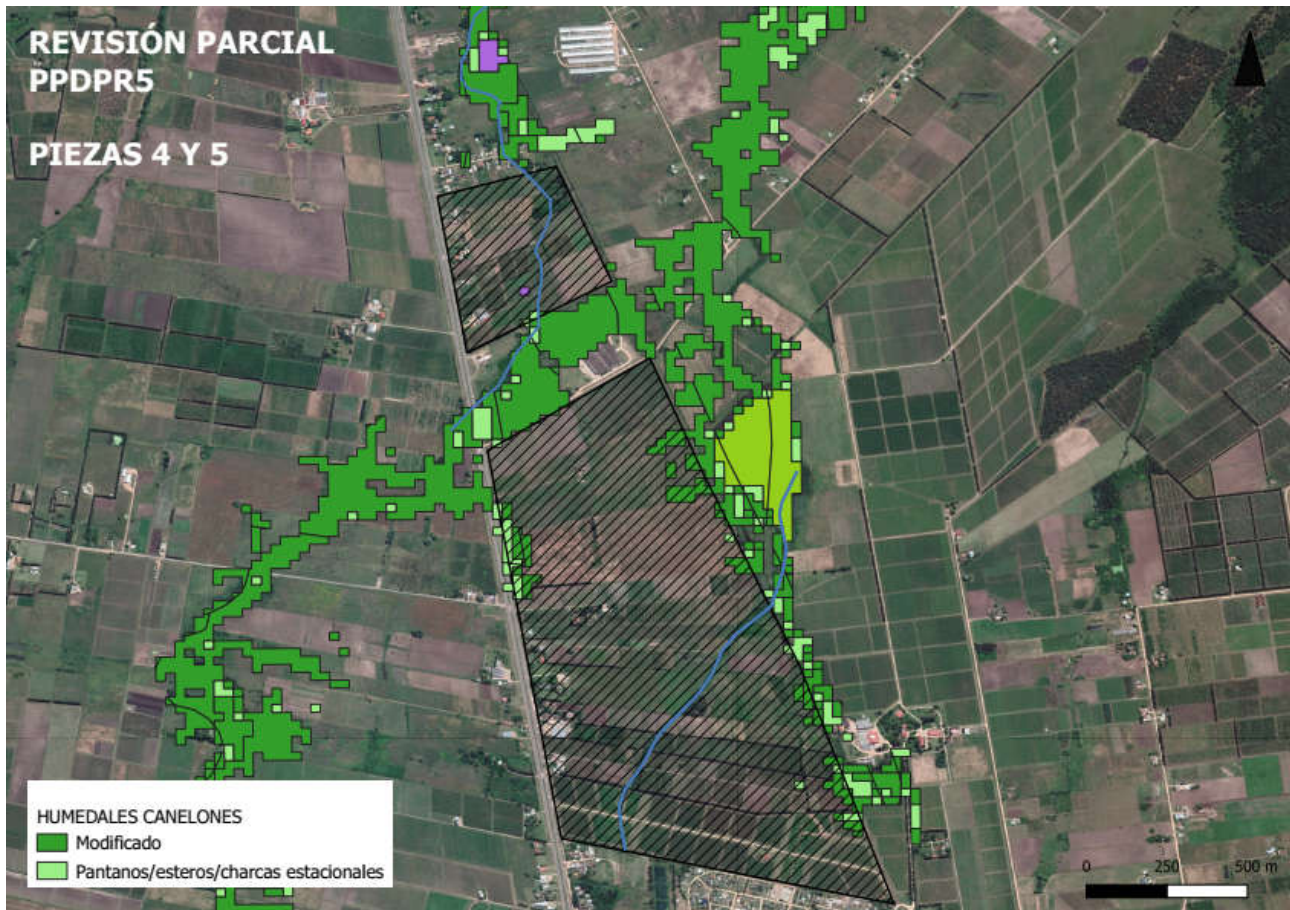 REVISIÓN PARCIAL
PPDPR5
PIEZAS 4 Y 5
HUMEDALES CANELONES
Modificado
Pantanos/esteros/charcas estacionales
0 250 500 m